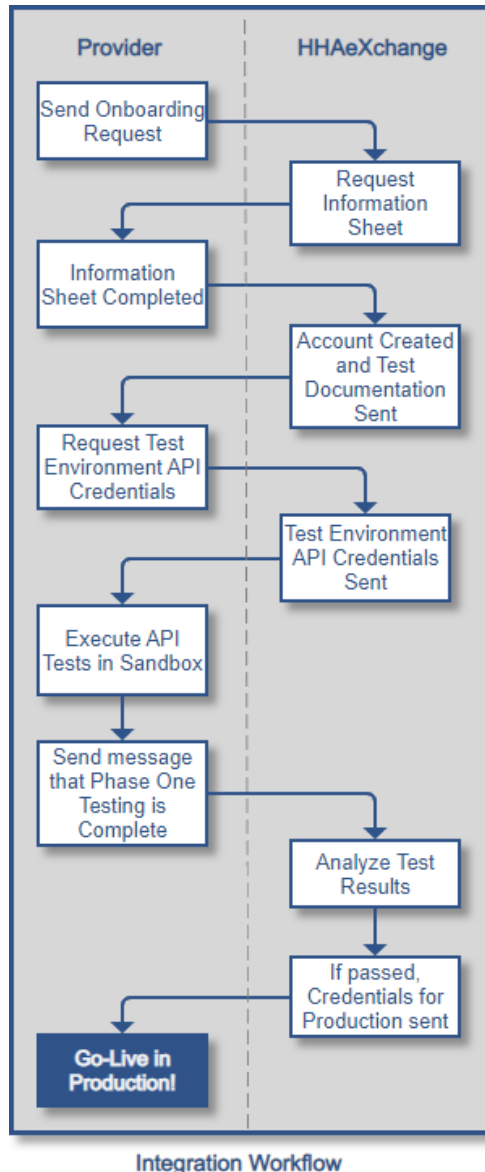 Provider
HHAeXchange
Send Onboarding
Request
Request
Information
Sheet
Information
Sheet Completed
Account Created
and Test
Documentation
Sent
Request Test
Environment API
Credentials
Test Environment
API Credentials
Sent
Execute API
Tests in Sandbox
Send message
that Phase One
Testing is
Complete
Analyze Test
Results
If passed,
Credentials for
Production sent
Go-Live in
Production!
Integration Workflow